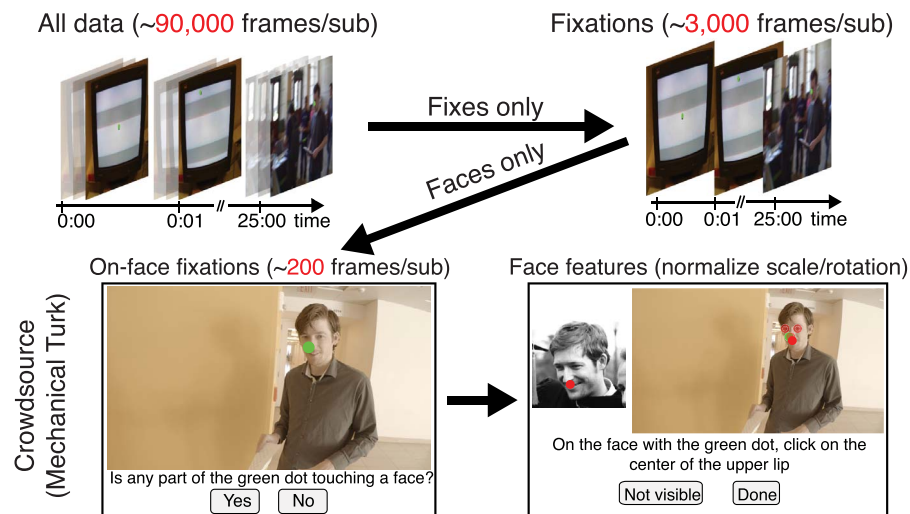 All data (~90,000 frames/sub)
Fixations (~3,000 frames/sub)
Fixes only
Faces only
0:00 0:01 // 25:00 time
0:00 0:01 // 25:00 time
On-face fixations (~200 frames/sub)
Face features (normalize scale/rotation)
Crowdsource
(Mechanical Turk)
Is any part of the green dot touching a face?
Yes No
On the face with the green dot, click on the
center of the upper lip
Not visible Done